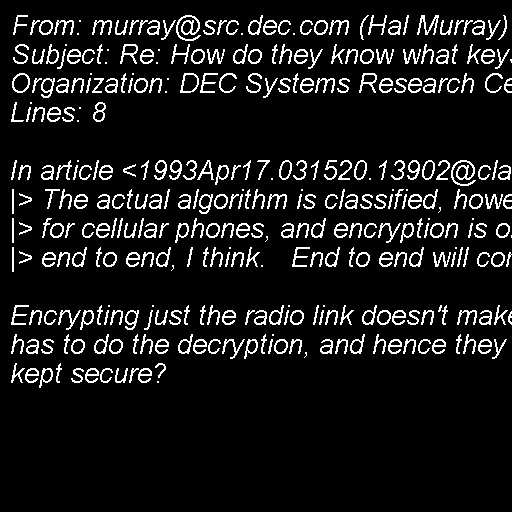 From: murray@src.dec.com (Hal Murray)
Subject: Re: How do they know what key
Organization: DEC Systems Research Ce
Lines: 8
In article <1993Apr17.031520.13902@cla
|> The actual algorithm is classified, howe
|> for cellular phones, and encryption is o
|> end to end, I think.   End to end will co
Encrypting just the radio link doesn't make
has to do the decryption, and hence they
kept secure?